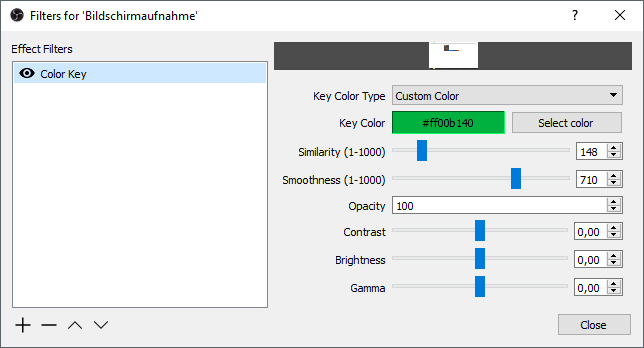 Filters for 'Bildschirmaufnahme'
Effect Filters
Color Key
Key Color Type Custom Color
Key Color #ff00b140 Select color
Similarity (1-1000) 148
Smoothness (1-1000) 710
Opacity 100
Contrast 0,00
Brightness 0,00
Gamma 0,00
Close